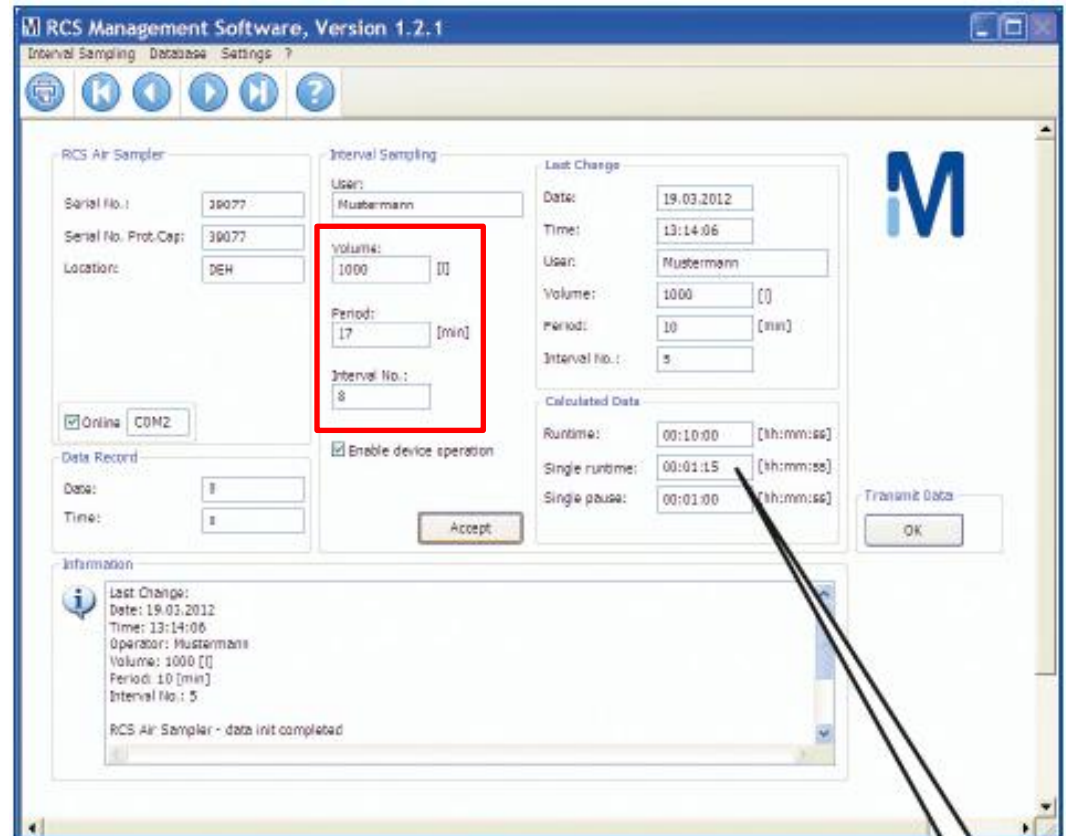 RCS Management Software, Version 1.2.1
Interval Sampling Database Settings ?
RCS Air Sampler
Serial No.: 39077
Serial No. Prot.Cap: 39077
Location: DEH
Online COM2
Data Record
Date: 0
Time: 0
Interval Sampling
User:
Mustermann
Volume:
1000 [l]
Period:
17 [min]
Interval No.:
8
Enable device operation
Accept
Last Change
Date: 19.03.2012
Time: 13:14:06
User: Mustermann
Volume: 1000 [l]
Period: 10 [min]
Interval No.: 5
Calculated Data
Runtime: 00:10:00 [hh:mm:ss]
Single runtime: 00:01:15 [hh:mm:ss]
Single pause: 00:01:00 [hh:mm:ss]
M
Transmit Data
OK
Information
Last Change:
Date: 19.03.2012
Time: 13:14:06
Operator: Mustermann
Volume: 1000 [l]
Period: 10 [min]
Interval No.: 5
RCS Air Sampler - data init completed